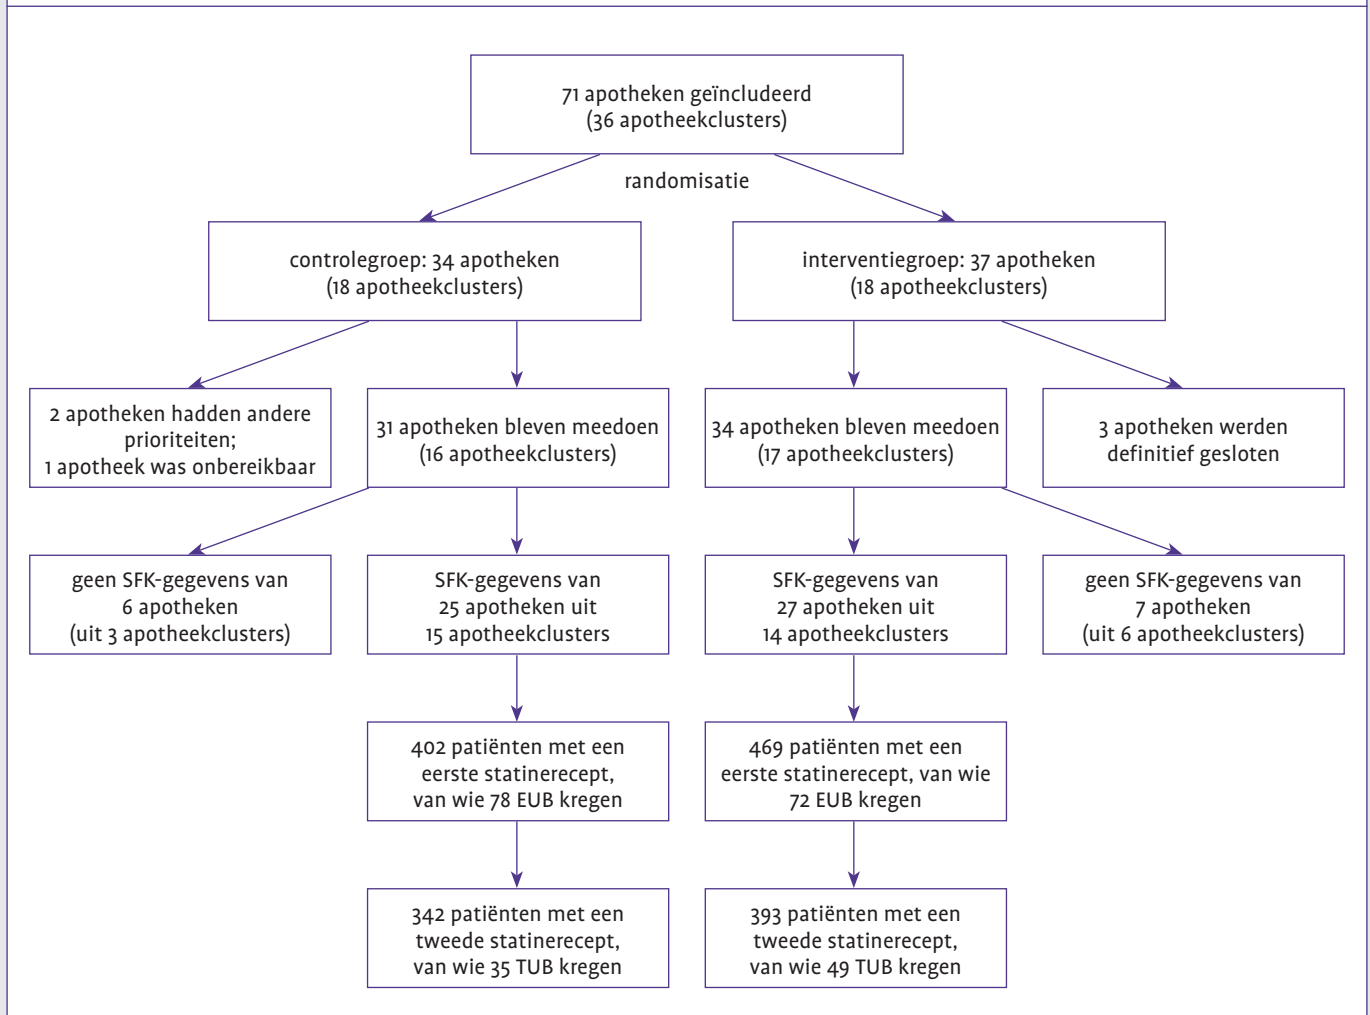 71 apotheken geïncludeerd
(36 apotheekclusters)
randomisatie
controlegroep: 34 apotheken
(18 apotheekclusters)
interventiegroep: 37 apotheken
(18 apotheekclusters)
2 apotheken hadden andere
prioriteiten;
1 apotheek was onbereikbaar
31 apotheken bleven meedoen
(16 apotheekclusters)
34 apotheken bleven meedoen
(17 apotheekclusters)
3 apotheken werden
definitief gesloten
geen SFK-gegevens van
6 apotheken
(uit 3 apotheekclusters)
SFK-gegevens van
25 apotheken uit
15 apotheekclusters
SFK-gegevens van
27 apotheken uit
14 apotheekclusters
geen SFK-gegevens van
7 apotheken
(uit 6 apotheekclusters)
402 patiënten met een
eerste statinerecept,
van wie 78 EUB kregen
469 patiënten met een
eerste statinerecept, van wie
72 EUB kregen
342 patiënten met een
tweede statinerecept,
van wie 35 TUB kregen
393 patiënten met een
tweede statinerecept,
van wie 49 TUB kregen